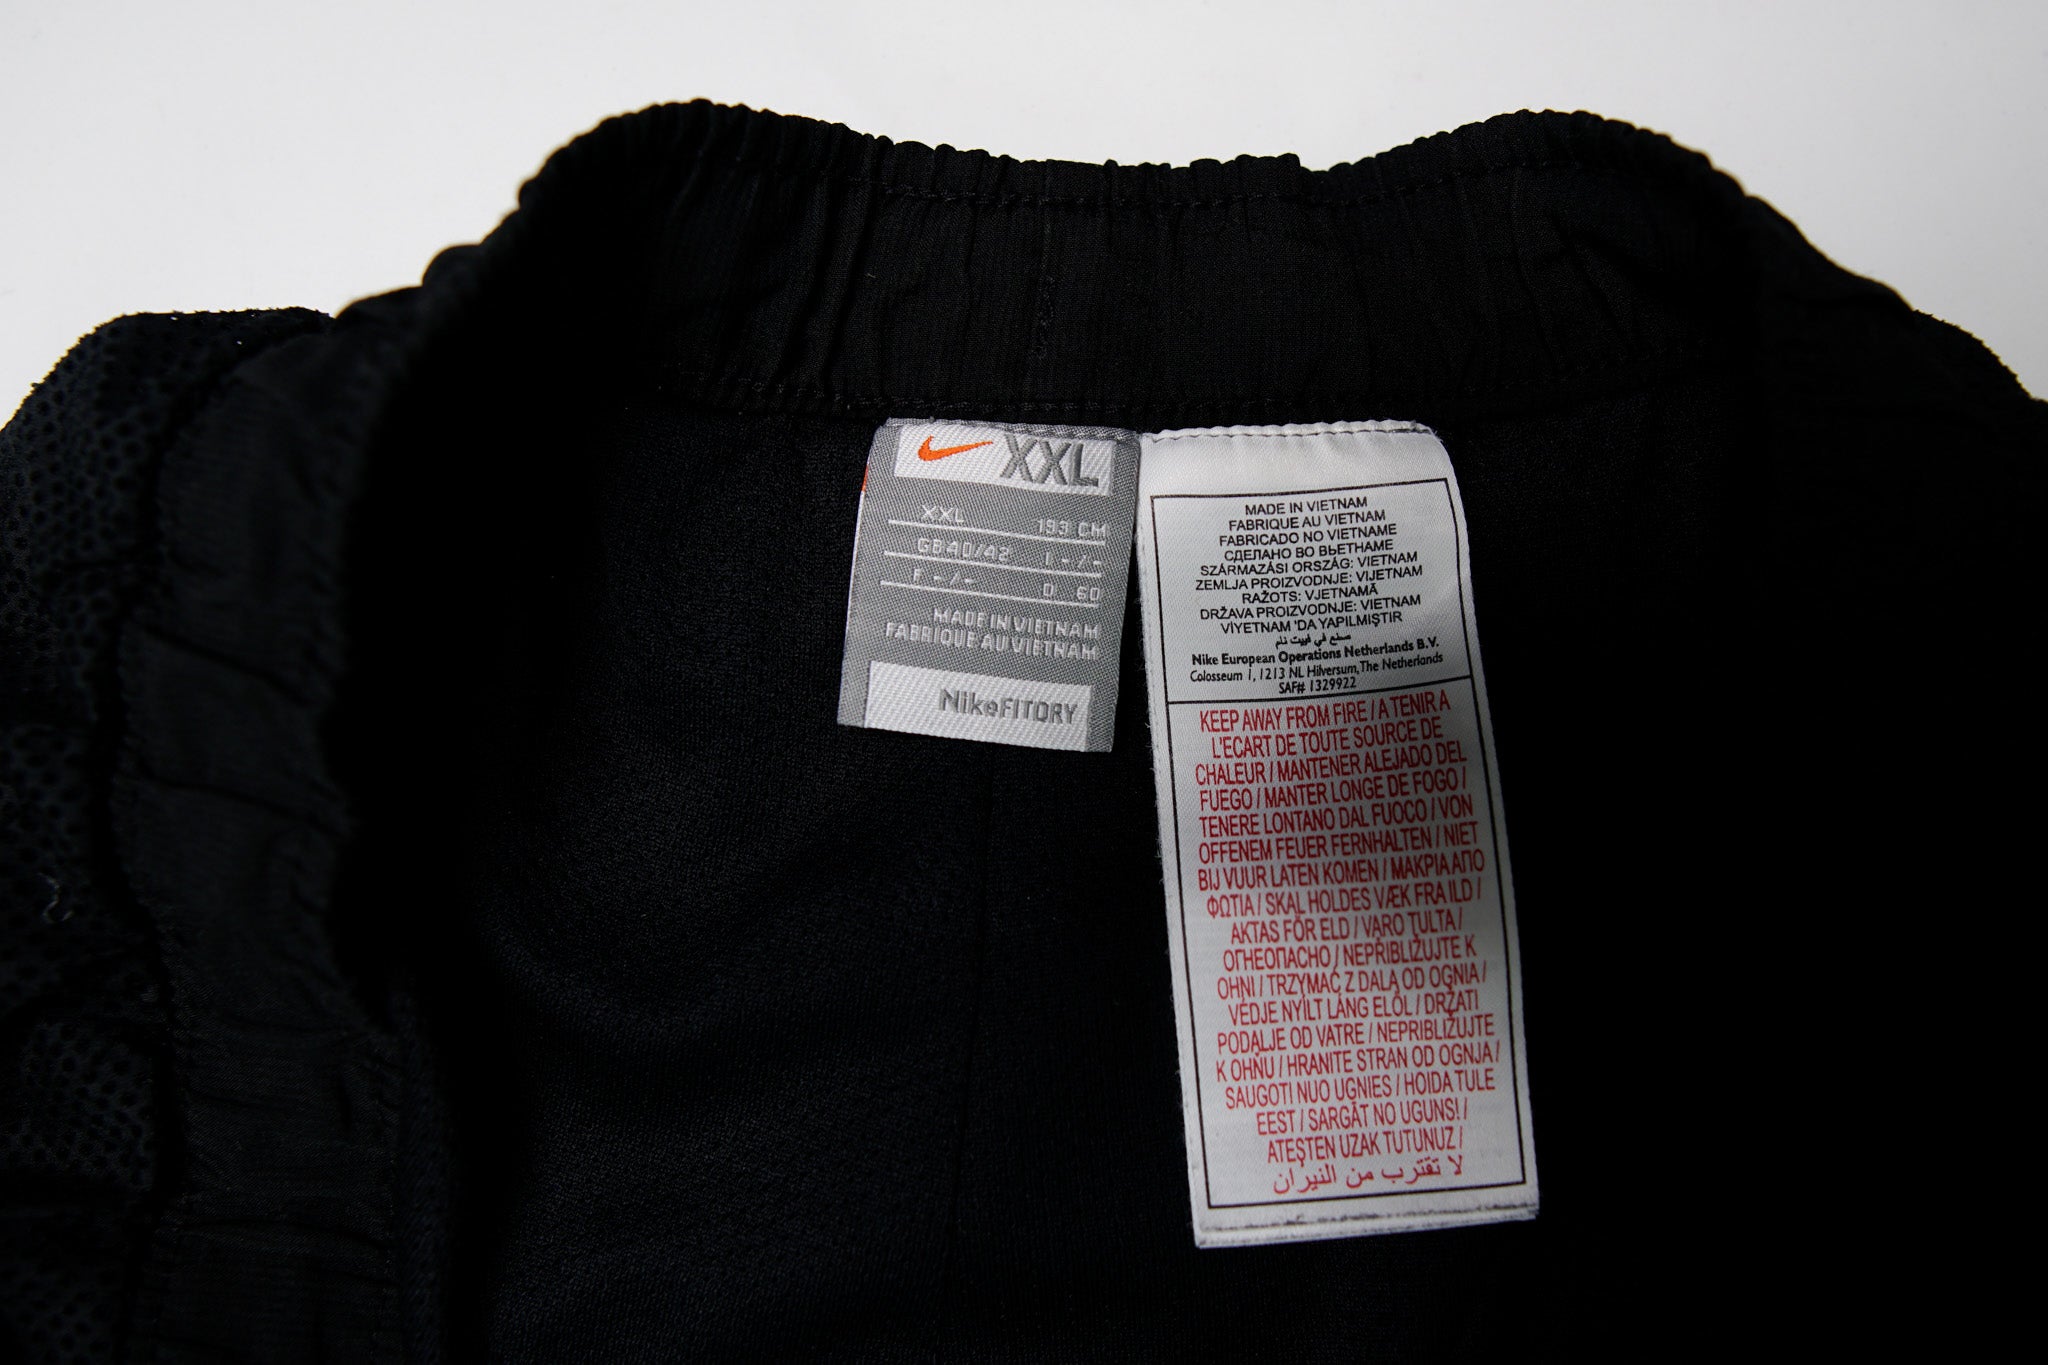 XXL
XXL 193 CM
GB40/42 I -/-
F -/- D 60
MADE IN VIETNAM
FABRIQUE AU VIETNAM
NikeFITDRY
MADE IN VIETNAM
FABRIQUE AU VIETNAM
FABRICADO NO VIETNAME
СДЕЛАНО ВО ВЬЕТНАМЕ
SZÁRMAZÁSI ORSZÁG: VIETNAM
ZEMLJA PROIZVODNJE: VIJETNAM
RAŽOTS: VJETNAMĀ
DRŽAVA PROIZVODNJE: VIETNAM
VİYETNAM 'DA YAPILMIŞTIR
صنع في فييت نام
Nike European Operations Netherlands B.V.
Colosseum 1, 1213 NL Hilversum, The Netherlands
SAF# 1329922
KEEP AWAY FROM FIRE / A TENIR A
L'ECART DE TOUTE SOURCE DE
CHALEUR / MANTENER ALEJADO DEL
FUEGO / MANTER LONGE DE FOGO /
TENERE LONTANO DAL FUOCO / VON
OFFENEM FEUER FERNHALTEN / NIET
BIJ VUUR LATEN KOMEN / ΜΑΚΡΙΑ ΑΠΟ
ΦΩΤΙΑ / SKAL HOLDES VÆK FRA ILD /
AKTAS FÖR ELD / VARO TULTA /
ОГНЕОПАСНО / NEPŘIBLIŽUJTE K
OHNI / TRZYMAĆ Z DALA OD OGNIA /
VÉDJE NYÍLT LÁNG ELŐL / DRŽATI
PODALJE OD VATRE / NEPRIBLIŽUJTE
K OHŇU / HRANITE STRAN OD OGNJA /
SAUGOTI NUO UGNIES / HOIDA TULE
EEST / SARGĀT NO UGUNS! /
ATEŞTEN UZAK TUTUNUZ /
لا تقترب من النيران